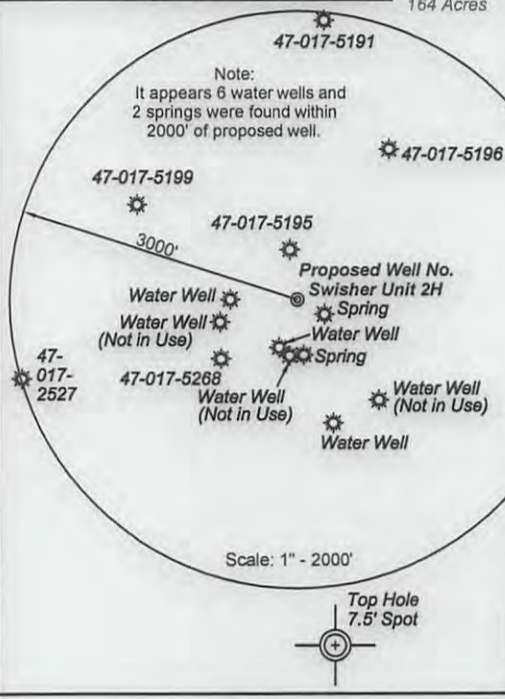 164 Acres
47-017-5191
Note:
It appears 6 water wells and
2 springs were found within
2000' of proposed well.
47-017-5196
47-017-5199
47-017-5195
3000'
Proposed Well No.
Swisher Unit 2H
Water Well
Spring
Water Well
(Not in Use)
Water Well
Spring
47-
017-
2527
47-017-5268
Water Well
(Not in Use)
Water Well
(Not in Use)
Water Well
Scale: 1" - 2000'
Top Hole
7.5' Spot